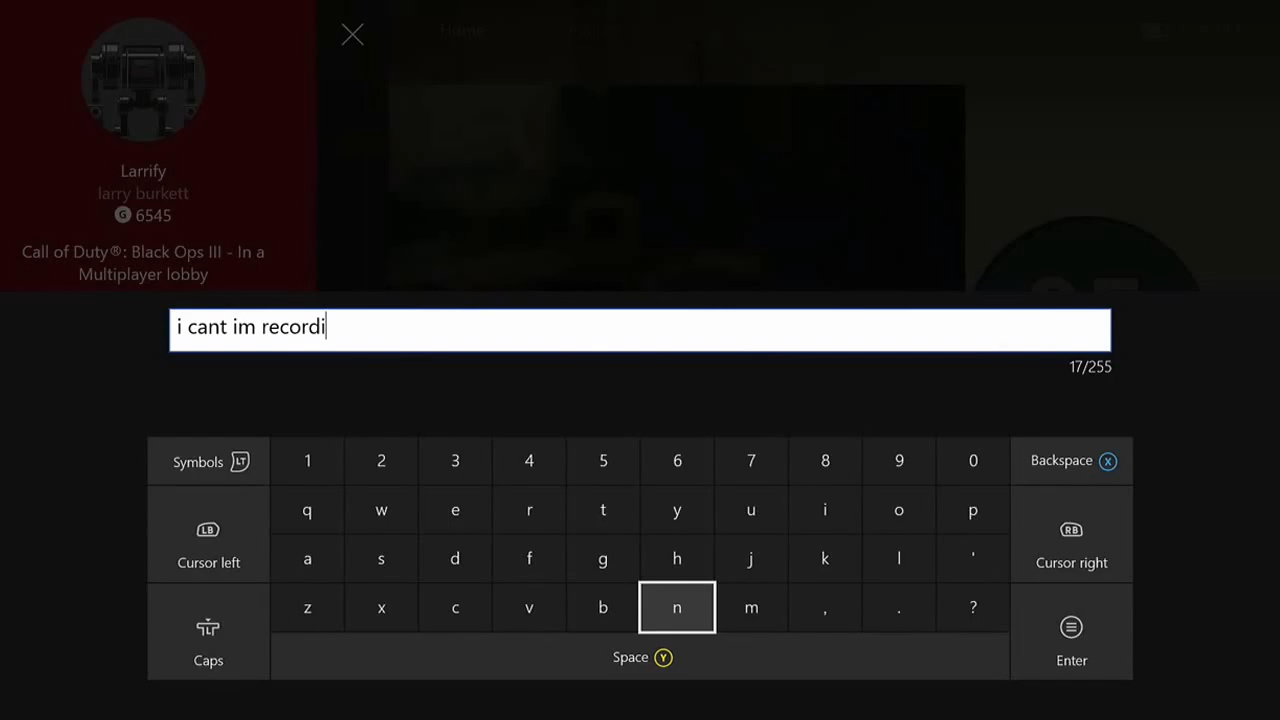 Home
Larrify
larry burkett
G 6545
Call of Duty®: Black Ops III - In a
Multiplayer lobby
i cant im recordi
17/255
Symbols LT 1 2 3 4 5 6 7 8 9 0 Backspace X
LB Cursor left q w e r t y u i o p RB Cursor right
a s d f g h j k l '
Caps z x c v b n m , . ? Enter
Space Y